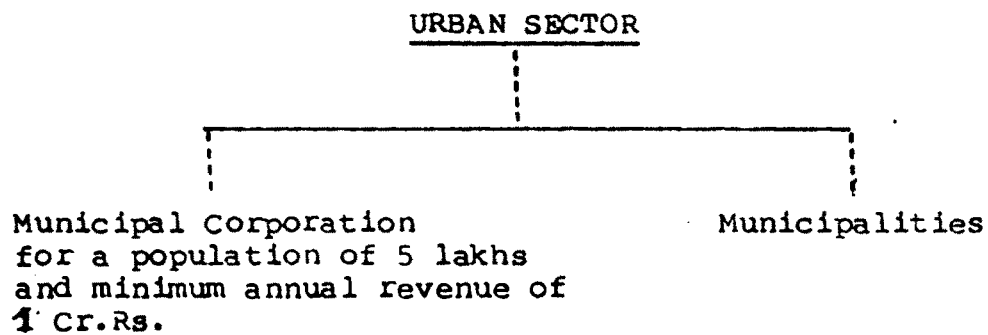 URBAN SECTOR
Municipal Corporation
for a population of 5 lakhs
and minimum annual revenue of
1 Cr.Rs.
Municipalities